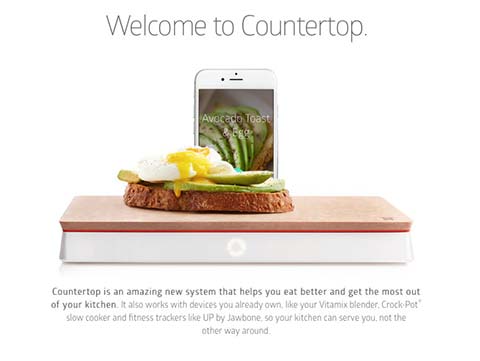 Welcome to Countertop.
Avocado Toast
& Egg
Countertop is an amazing new system that helps you eat better and get the most out
of your kitchen. It also works with devices you already own, like your Vitamix blender, Crock-Pot®
slow cooker and fitness trackers like UP by Jawbone, so your kitchen can serve you, not the
other way around.